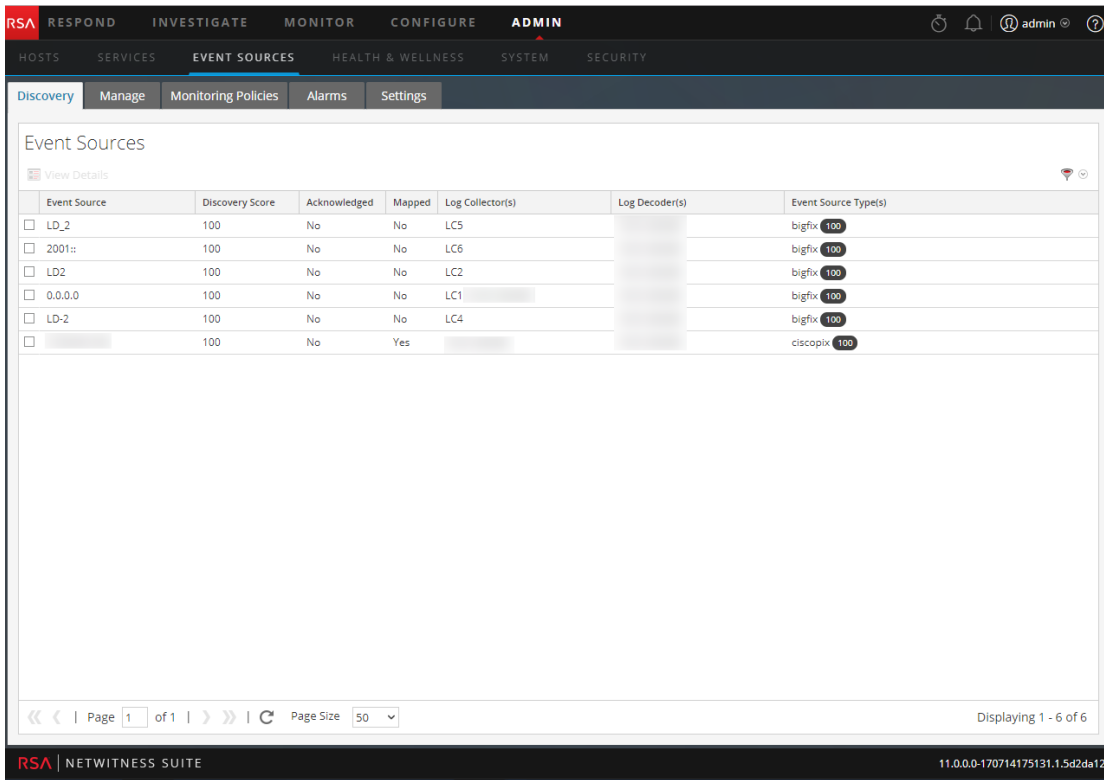 RSA RESPOND INVESTIGATE MONITOR CONFIGURE ADMIN admin ?
HOSTS SERVICES EVENT SOURCES HEALTH & WELLNESS SYSTEM SECURITY
Discovery Manage Monitoring Policies Alarms Settings
Event Sources
View Details
Event Source Discovery Score Acknowledged Mapped Log Collector(s) Log Decoder(s) Event Source Type(s)
LD_2 100 No No LC5 bigfix 100
2001:: 100 No No LC6 bigfix 100
LD2 100 No No LC2 bigfix 100
0.0.0.0 100 No No LC1 bigfix 100
LD-2 100 No No LC4 bigfix 100
100 No Yes ciscopix 100
Page 1 of 1 Page Size 50 Displaying 1 - 6 of 6
RSA NETWITNESS SUITE 11.0.0.0-170714175131.1.5d2da12